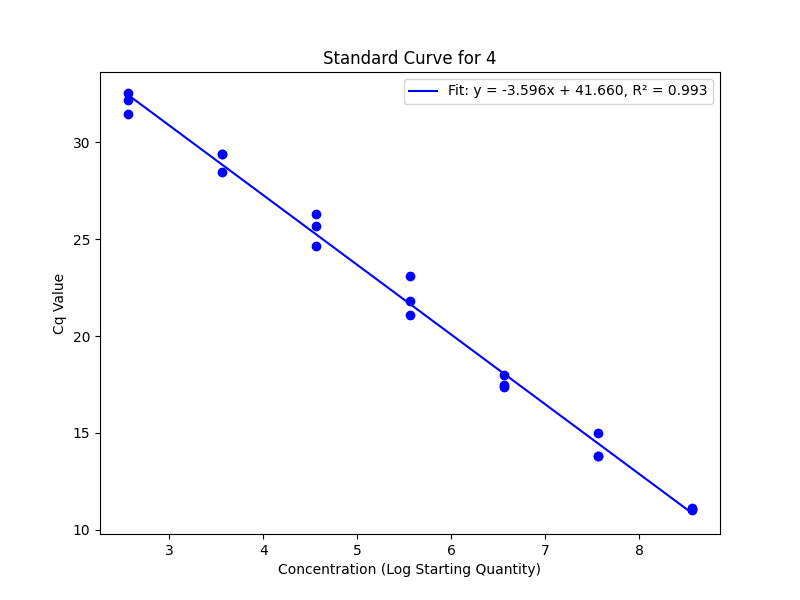 Standard Curve for 4
Fit: y = -3.596x + 41.660, R² = 0.993
30
25
20
15
10
Cq Value
3 4 5 6 7 8
Concentration (Log Starting Quantity)